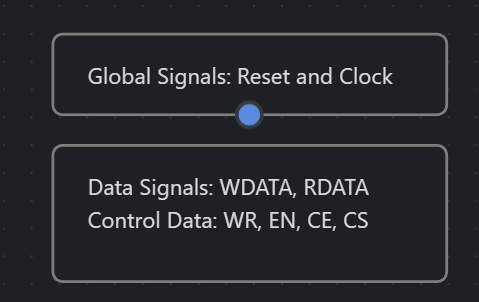 Global Signals: Reset and Clock
Data Signals: WDATA, RDATA
Control Data: WR, EN, CE, CS